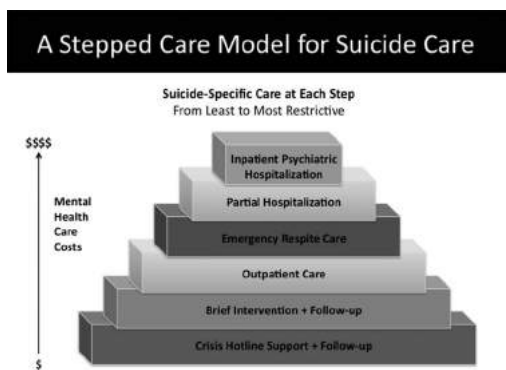 A Stepped Care Model for Suicide Care
Suicide-Specific Care at Each Step
From Least to Most Restrictive
$$$$
Mental
Health
Care
Costs
$
Inpatient Psychiatric
Hospitalization
Partial Hospitalization
Emergency Respite Care
Outpatient Care
Brief Intervention + Follow-up
Crisis Hotline Support + Follow-up